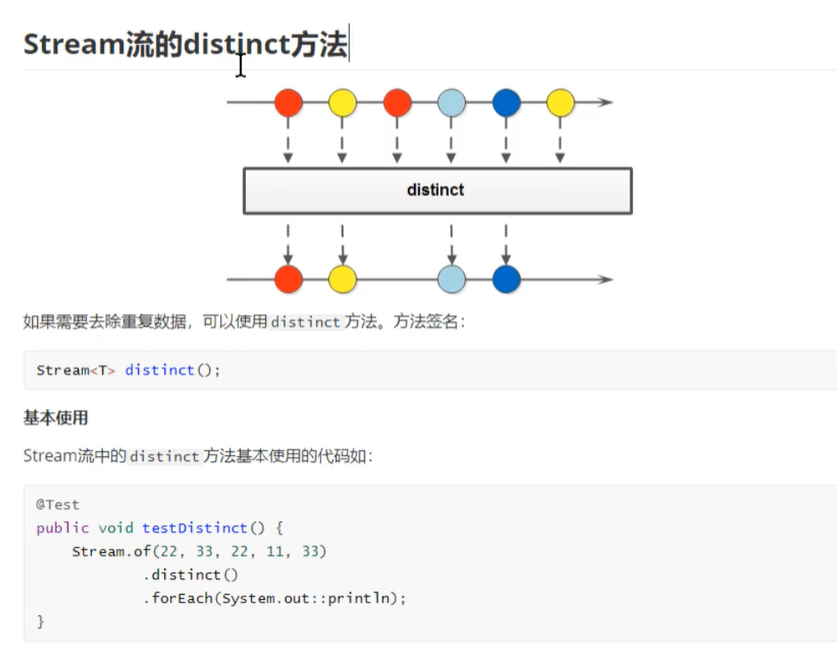 Stream流的distinct方法
distinct
如果需要去除重复数据，可以使用distinct方法。方法签名：
Stream<T> distinct();
基本使用
Stream流中的distinct方法基本使用的代码如：
@Test
public void testDistinct() {
    Stream.of(22, 33, 22, 11, 33)
            .distinct()
            .forEach(System.out::println);
}